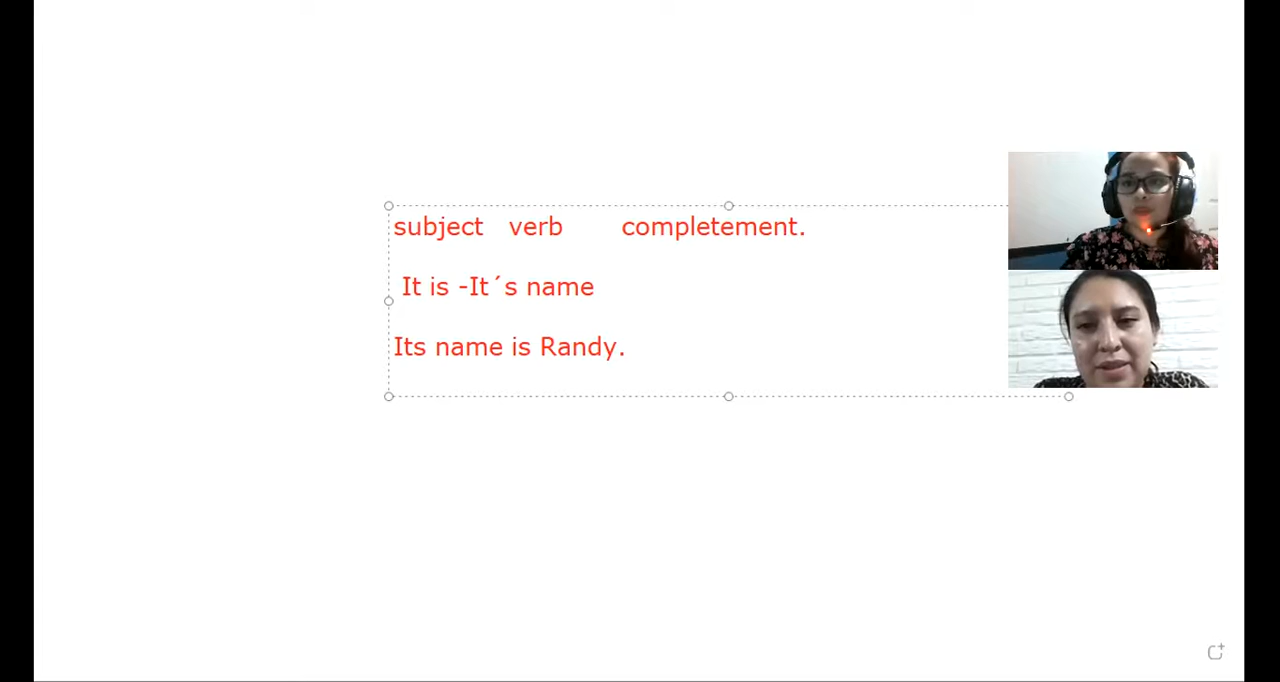 subject verb completement.
It is -It´s name
Its name is Randy.